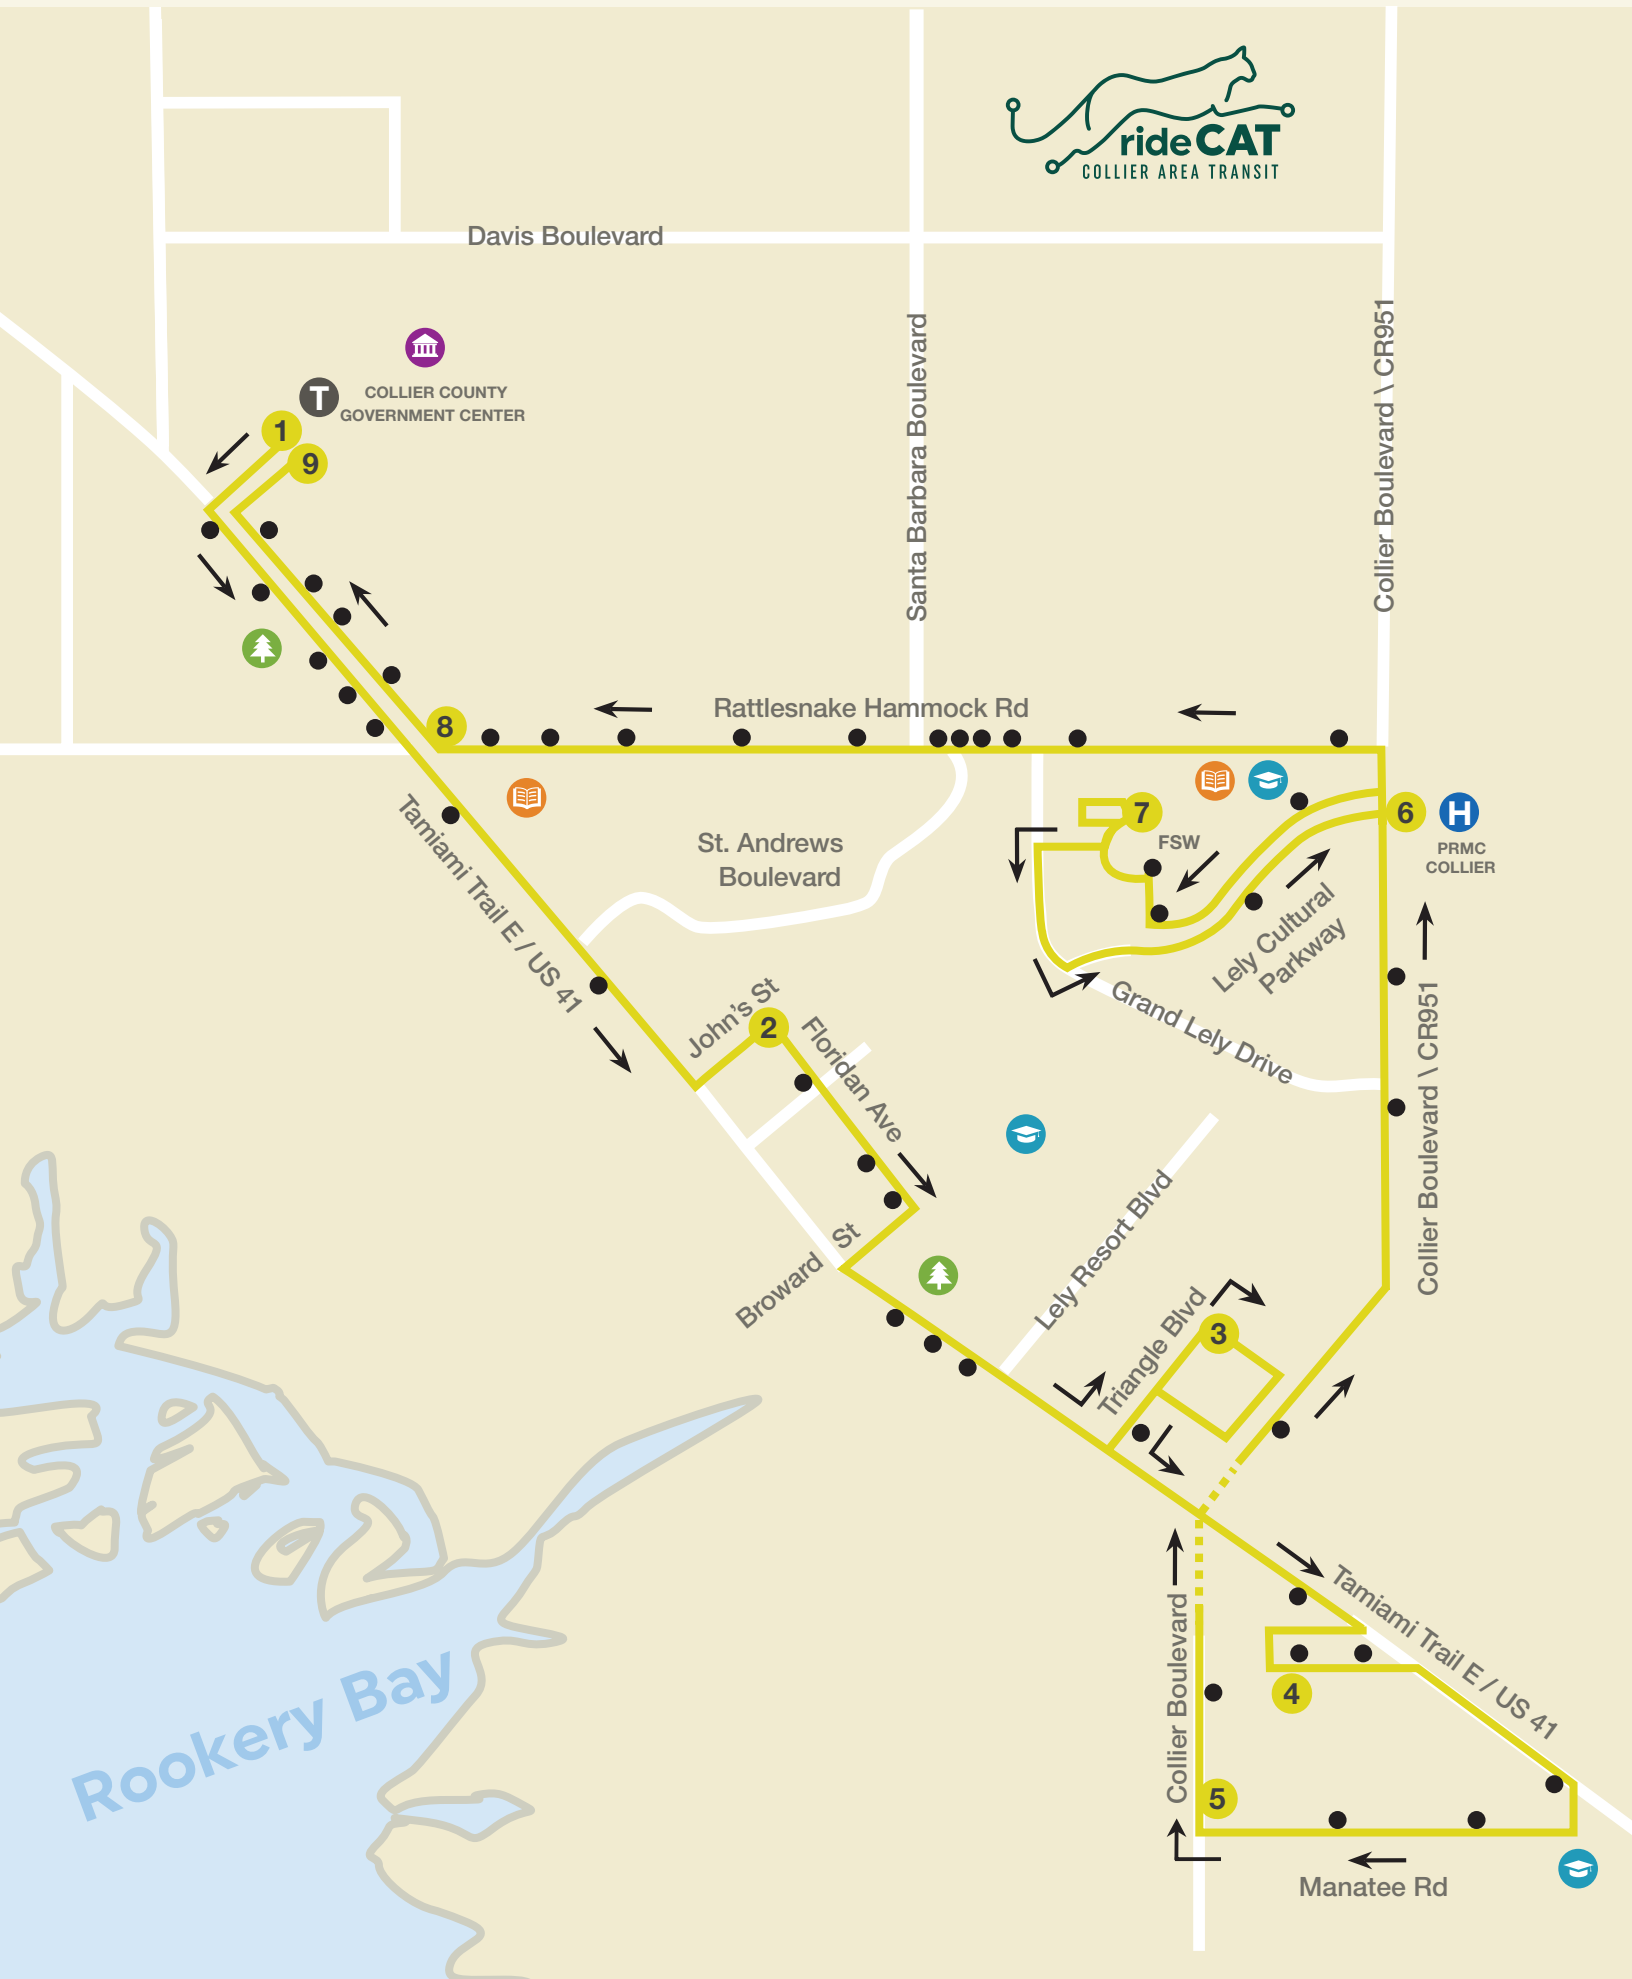 rideCAT
COLLIER AREA TRANSIT
Davis Boulevard
Santa Barbara Boulevard
Collier Boulevard \ CR951
T
COLLIER COUNTY
GOVERNMENT CENTER
1
9
8
Rattlesnake Hammock Rd
Tamiami Trail E / US 41
St. Andrews
Boulevard
7
FSW
6
H
PRMC
COLLIER
Lely Cultural
Parkway
Grand Lely Drive
John's St
2
Floridan Ave
Collier Boulevard \ CR951
Broward St
Lely Resort Blvd
Triangle Blvd
3
Tamiami Trail E / US 41
4
Collier Boulevard
5
Manatee Rd
Rookery Bay